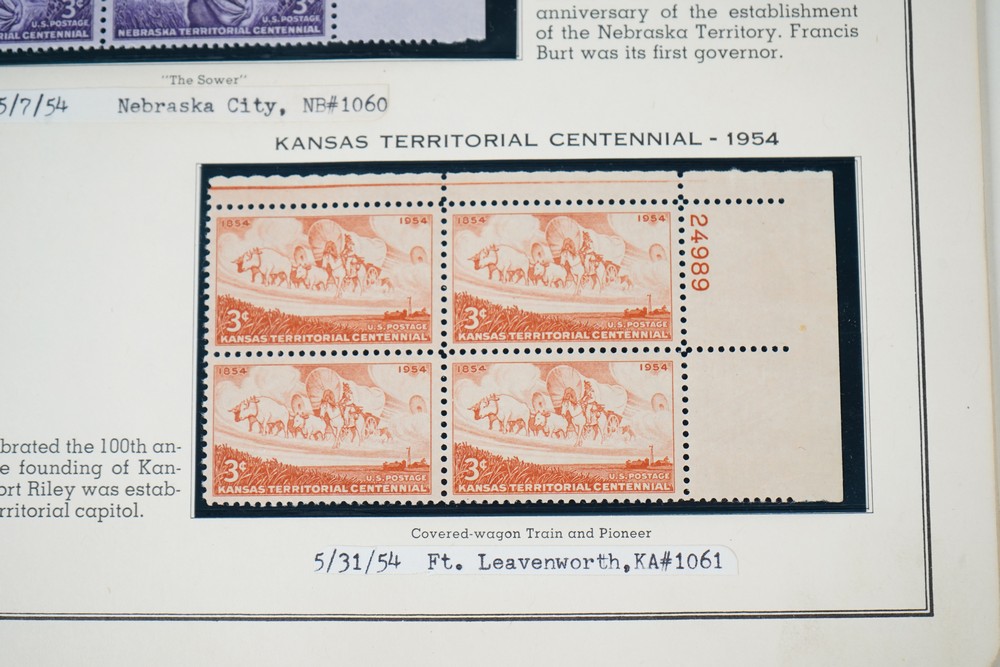 3¢ 3¢
U.S. POSTAGE U.S. POSTAGE
CENTENNIAL NEBRASKA TERRITORIAL CENTENNIAL
anniversary of the establishment
of the Nebraska Territory. Francis
Burt was its first governor.
"The Sower"
5/7/54 Nebraska City, NB#1060
KANSAS TERRITORIAL CENTENNIAL - 1954
1854 1954 1854 1954
24989
3¢ U.S. POSTAGE 3¢ U.S. POSTAGE
KANSAS TERRITORIAL CENTENNIAL KANSAS TERRITORIAL CENTENNIAL
1854 1954 1854 1954
3¢ U.S. POSTAGE 3¢ U.S. POSTAGE
KANSAS TERRITORIAL CENTENNIAL KANSAS TERRITORIAL CENTENNIAL
brated the 100th an-
e founding of Kan-
ort Riley was estab-
rritorial capitol.
Covered-wagon Train and Pioneer
5/31/54 Ft. Leavenworth,KA#1061